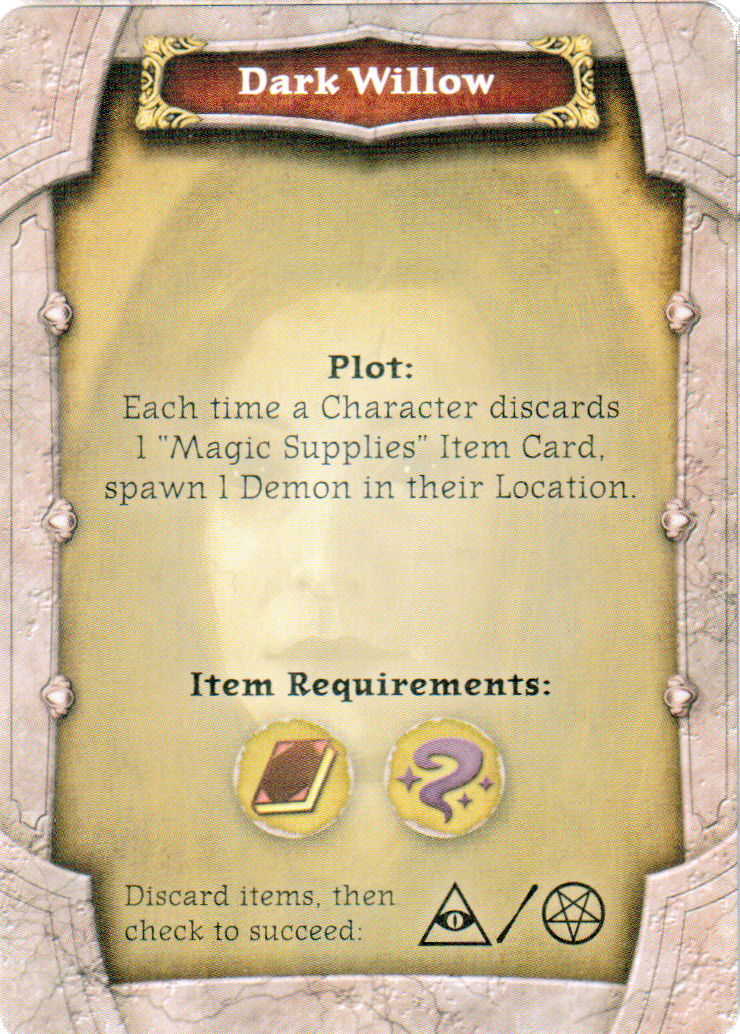 Dark Willow
Plot:
Each time a Character discards
1 "Magic Supplies" Item Card,
spawn 1 Demon in their Location.
Item Requirements:
Discard items, then
check to succeed: